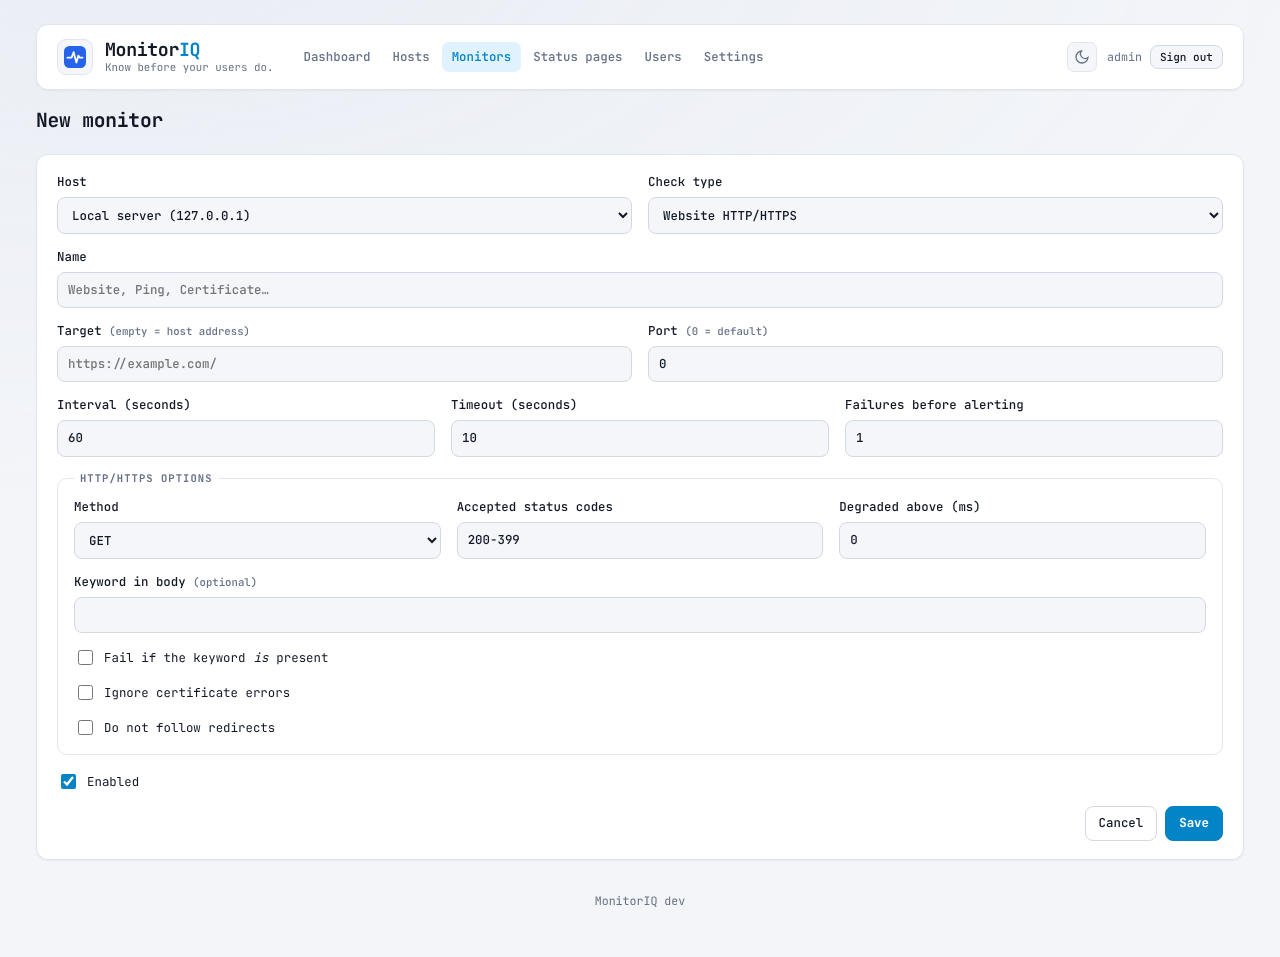 MonitorIQ
Know before your users do.
Dashboard Hosts Monitors Status pages Users Settings
admin Sign out
New monitor
Host Check type
Local server (127.0.0.1) Website HTTP/HTTPS
Name
Website, Ping, Certificate…
Target (empty = host address) Port (0 = default)
https://example.com/ 0
Interval (seconds) Timeout (seconds) Failures before alerting
60 10 1
HTTP/HTTPS OPTIONS
Method Accepted status codes Degraded above (ms)
GET 200-399 0
Keyword in body (optional)
Fail if the keyword is present
Ignore certificate errors
Do not follow redirects
Enabled
Cancel Save
MonitorIQ dev